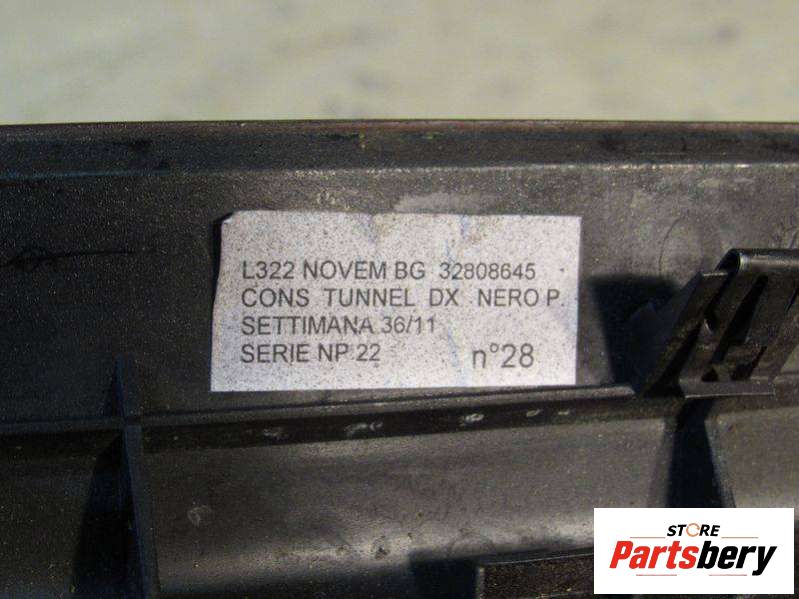 L322 NOVEM BG 32808645
CONS TUNNEL DX NERO P.
SETTIMANA 36/11
SERIE NP 22 n°28
STORE
Partsbery